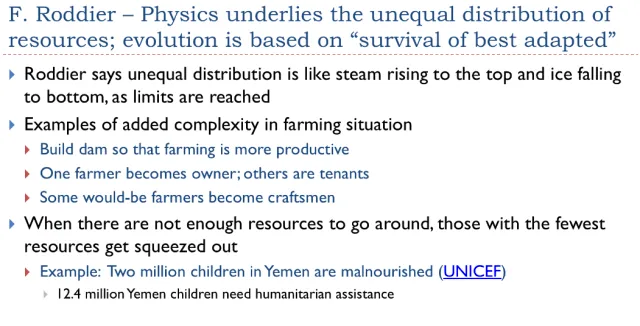 F. Roddier – Physics underlies the unequal distribution of
resources; evolution is based on “survival of best adapted”
Roddier says unequal distribution is like steam rising to the top and ice falling
to bottom, as limits are reached
Examples of added complexity in farming situation
Build dam so that farming is more productive
One farmer becomes owner; others are tenants
Some would-be farmers become craftsmen
When there are not enough resources to go around, those with the fewest
resources get squeezed out
Example: Two million children in Yemen are malnourished (UNICEF)
12.4 million Yemen children need humanitarian assistance